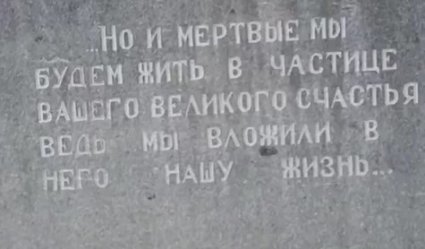 ...Но и мертвые мы
будем жить в частице
вашего великого счастья
ведь мы вложили в
него нашу жизнь...